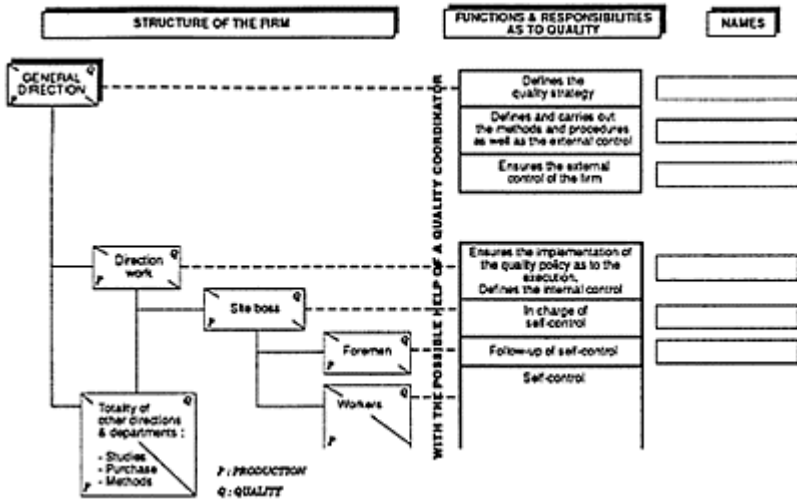 STRUCTURE OF THE FIRM
FUNCTIONS & RESPONSIBILITIES
AS TO QUALITY
NAMES
Q
GENERAL
DIRECTION
P
WITH THE POSSIBLE HELP OF A QUALITY COORDINATOR
Defines the
quality strategy
Defines and carries out
the methods and procedures
as well as the external control
Ensures the external
control of the firm
Q
Direction
work
P
Ensures the implementation of
the quality policy as to the
execution,
Defines the internal control
Q
Site boss
P
In charge of
self-control
Q
Foremen
P
Follow-up of self-control
Q
Workers
P
Self-control
Q
Totality of
other directions
& departments :
- Studies
- Purchase
- Methods
P
P : PRODUCTION
Q : QUALITY